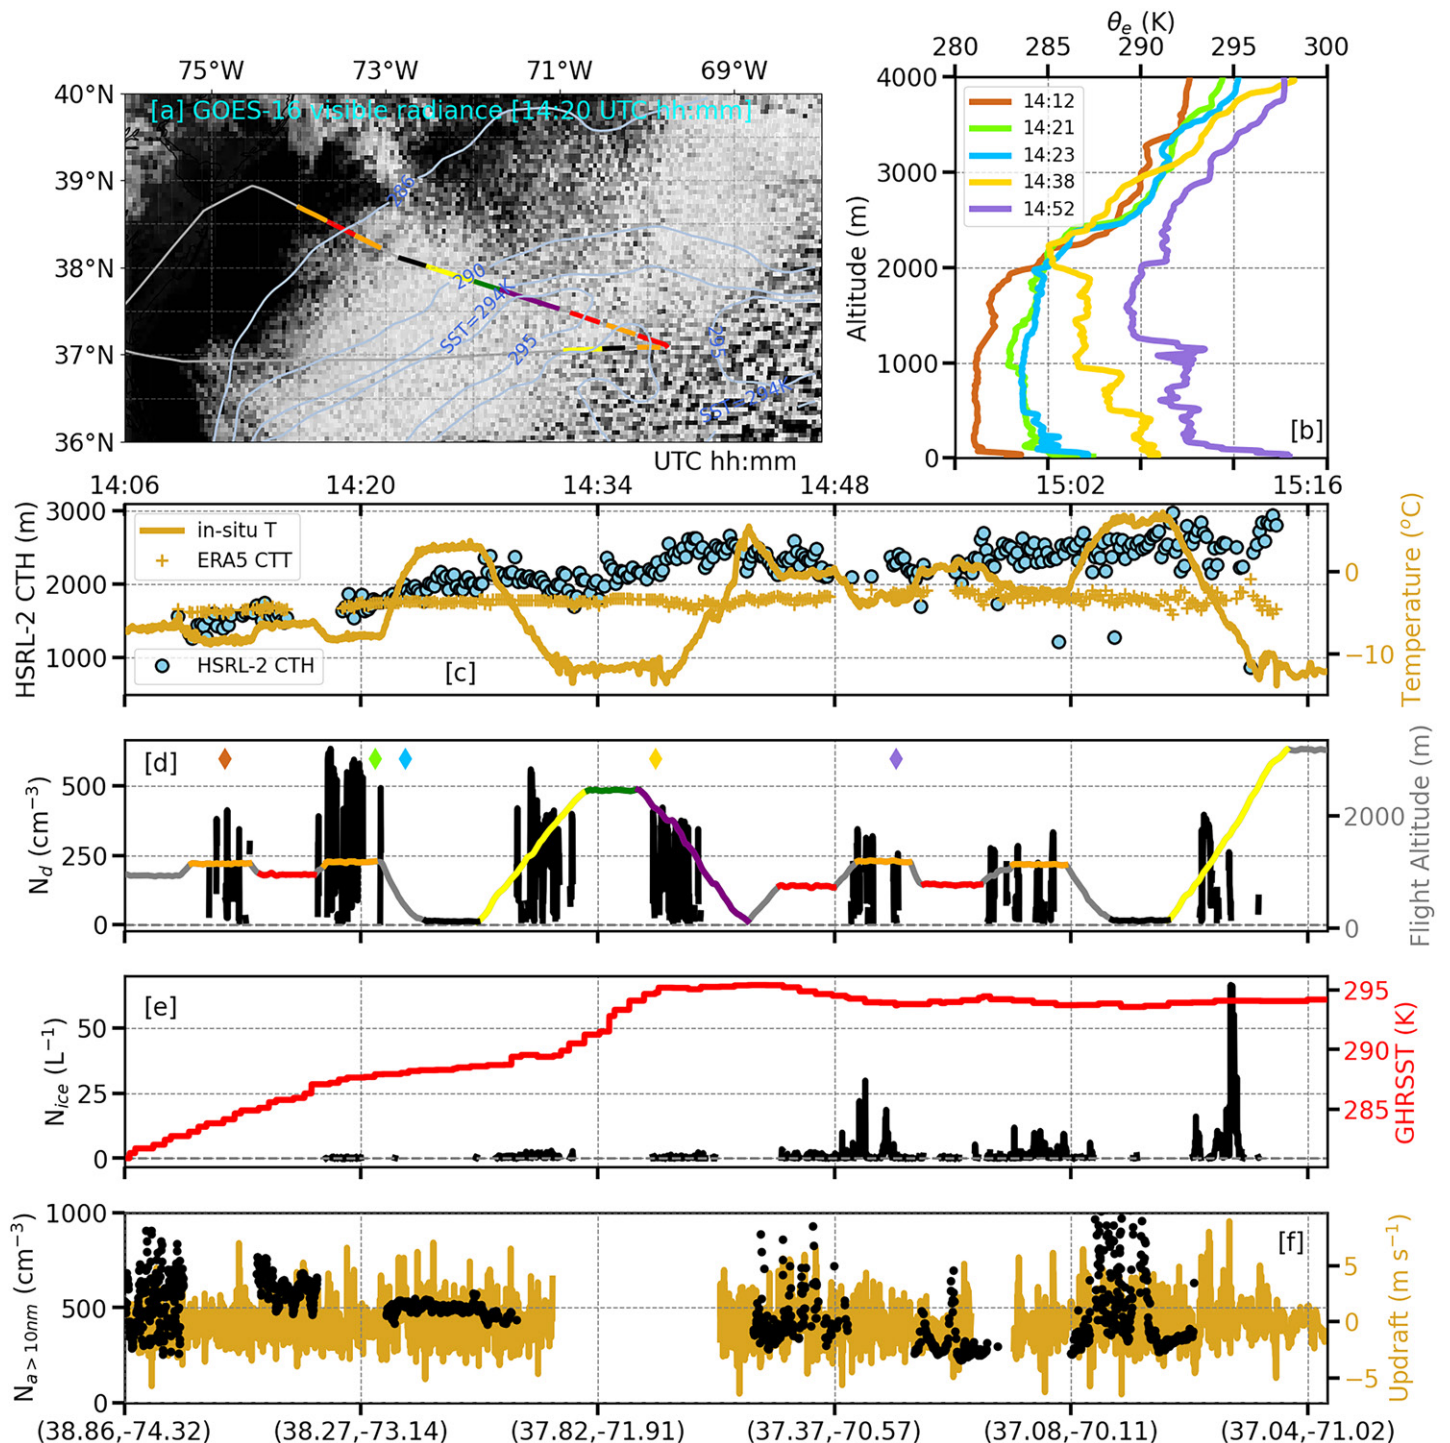 75°W 73°W 71°W 69°W
40°N
39°N
38°N
37°N
36°N
[a] GOES-16 visible radiance [14:20 UTC hh:mm]
286
290
SST=294K
295
295
SST=294K
θe (K)
280 285 290 295 300
Altitude (m)
4000
3000
2000
1000
0
14:12
14:21
14:23
14:38
14:52
[b]
UTC hh:mm
14:06 14:20 14:34 14:48 15:02 15:16
HSRL-2 CTH (m)
3000
2000
1000
in-situ T
ERA5 CTT
HSRL-2 CTH
[c]
0
−10
Temperature (°C)
[d]
Nd (cm−3)
500
250
0
2000
0
Flight Altitude (m)
[e]
Nice (L−1)
50
25
0
295
290
285
GHRSST (K)
[f]
Na>10nm (cm−3)
1000
500
0
5
0
−5
Updraft (m s−1)
(38.86,-74.32) (38.27,-73.14) (37.82,-71.91) (37.37,-70.57) (37.08,-70.11) (37.04,-71.02)